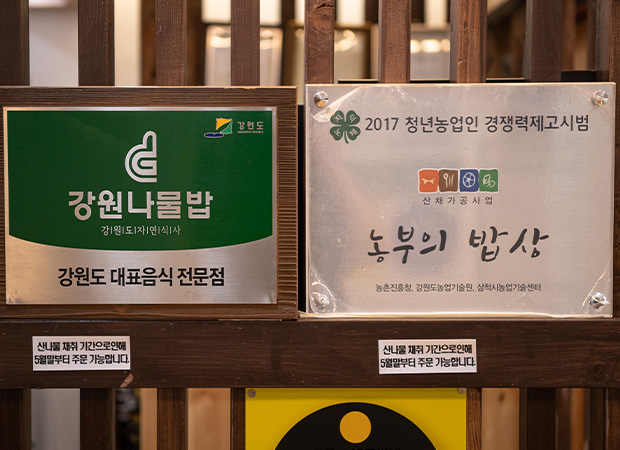 강원도
강원나물밥
강|원|도|자|연|식|사
강원도 대표음식 전문점
2017 청년농업인 경쟁력제고시범
산채가공사업
농부의 밥상
농촌진흥청, 강원도농업기술원, 삼척시농업기술센터
산나물 채취 기간으로인해
5월말부터 주문 가능합니다.
산나물 채취 기간으로인해
5월말부터 주문 가능합니다.